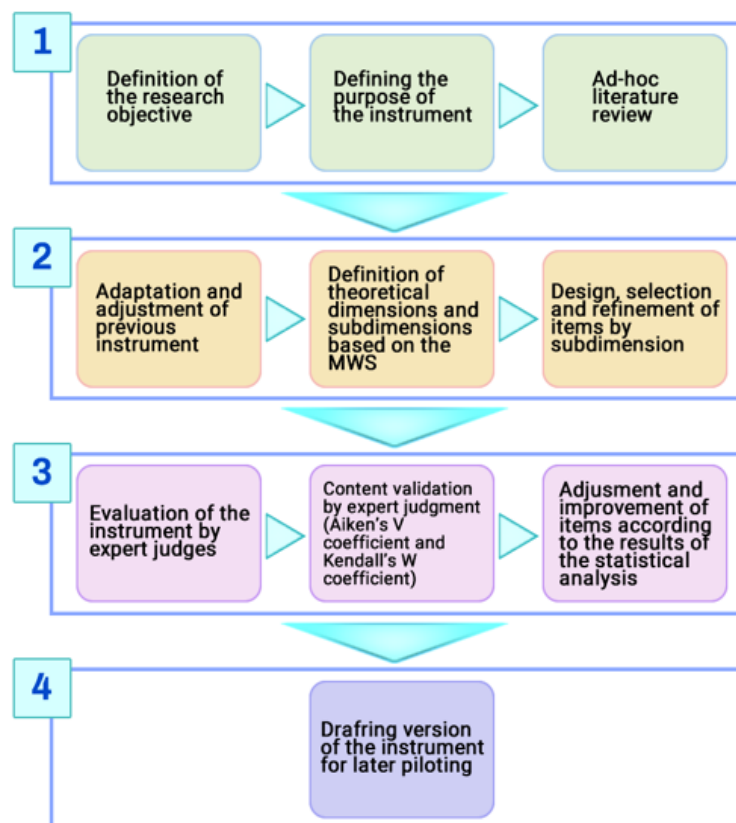 1
Definition of
the research
objective
Defining the
purpose of
the instrument
Ad-hoc
literature
review
2
Adaptation and
adjustment of
previous
instrument
Definition of
theoretical
dimensions and
subdimensions
based on the
MWS
Design, selection
and refinement of
items by
subdimension
3
Evaluation of the
instrument by
expert judges
Content validation
by expert judgment
(Aiken's V
coefficient and
Kendall's W
coefficient)
Adjusment and
improvement of
items according
to the results of
the statistical
analysis
4
Drafring version
of the instrument
for later piloting